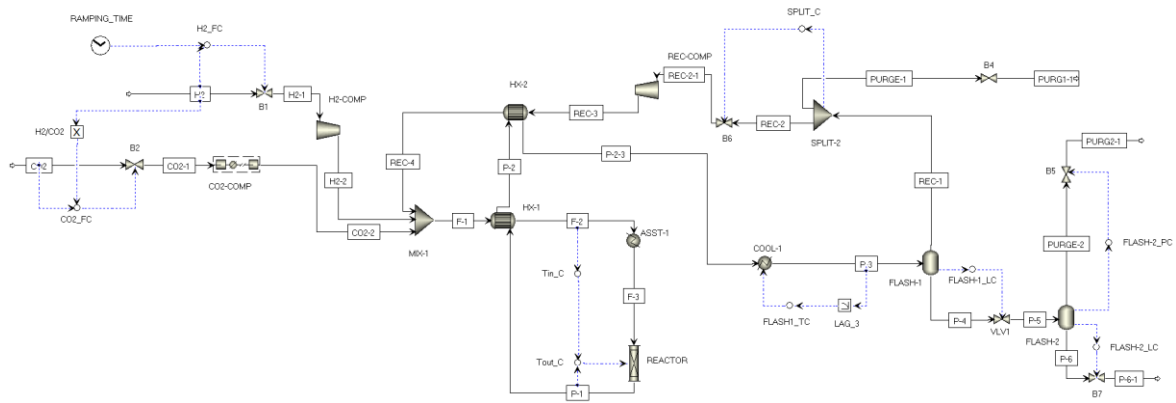 RAMPING_TIME
H2_FC
H2
B1
H2-1
H2-COMP
H2/CO2
X
B2
CO2-1
CO2-COMP
CO2_FC
H2-2
CO2-2
MIX-1
REC-4
F-1
HX-2
P-2
HX-1
F-2
ASST-1
Tin_C
F-3
Tout_C
REACTOR
P-1
REC-3
P-2-3
REC-COMP
REC-2-1
SPLIT_C
B6
REC-2
SPLIT-2
PURGE-1
B4
PURG1-1
REC-1
COOL-1
P-3
FLASH1_TC
LAG_3
FLASH-1
FLASH-1_LC
P-4
VLV1
P-5
PURG2-1
B5
PURGE-2
FLASH-2_PC
FLASH-2
FLASH-2_LC
P-6
B7
P-6-1